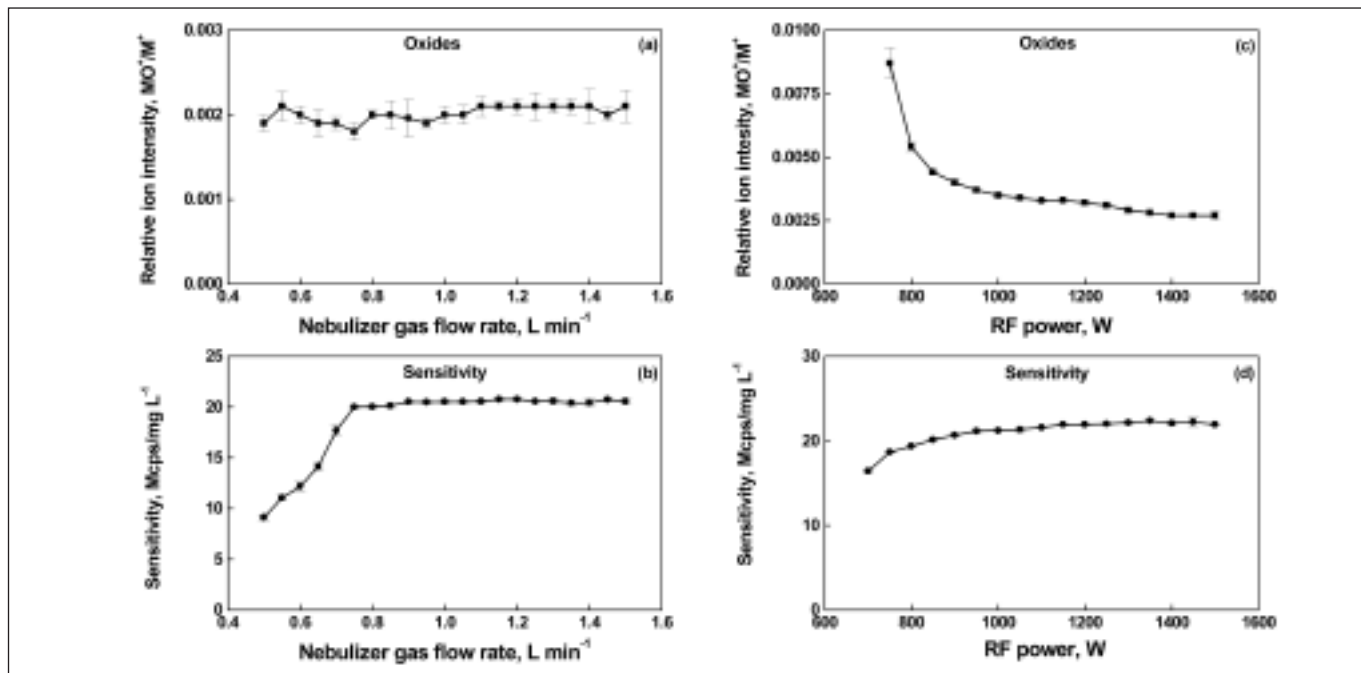 0.003
Oxides
(a)
0.002
0.001
0.000
Relative ion intensity, MO⁺/M⁺
0.4 0.6 0.8 1.0 1.2 1.4 1.6
Nebulizer gas flow rate, L min⁻¹
0.0100
Oxides
(c)
0.0075
0.0050
0.0025
0.0000
Relative ion intesity, MO⁺/M⁺
600 800 1000 1200 1400 1600
RF power, W
25
Sensitivity
(b)
20
15
10
5
0
Sensitivity, Mcps/mg L⁻¹
0.4 0.6 0.8 1.0 1.2 1.4 1.6
Nebulizer gas flow rate, L min⁻¹
30
Sensitivity
(d)
20
10
0
Sensitivity, Mcps/mg L⁻¹
600 800 1000 1200 1400 1600
RF power, W